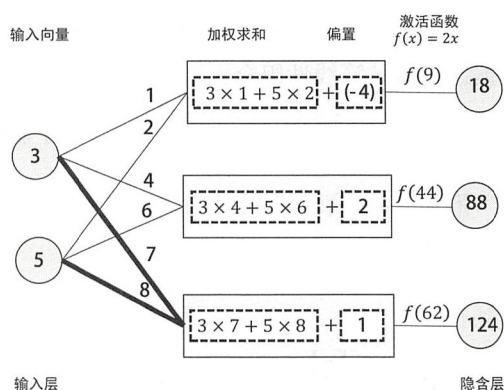 输入向量 加权求和 偏置 激活函数
f(x) = 2x
1 3 × 1 + 5 × 2 + (-4) f(9) 18
2
3
4 3 × 4 + 5 × 6 + 2 f(44) 88
6
5
7
8 3 × 7 + 5 × 8 + 1 f(62) 124
输入层 隐含层